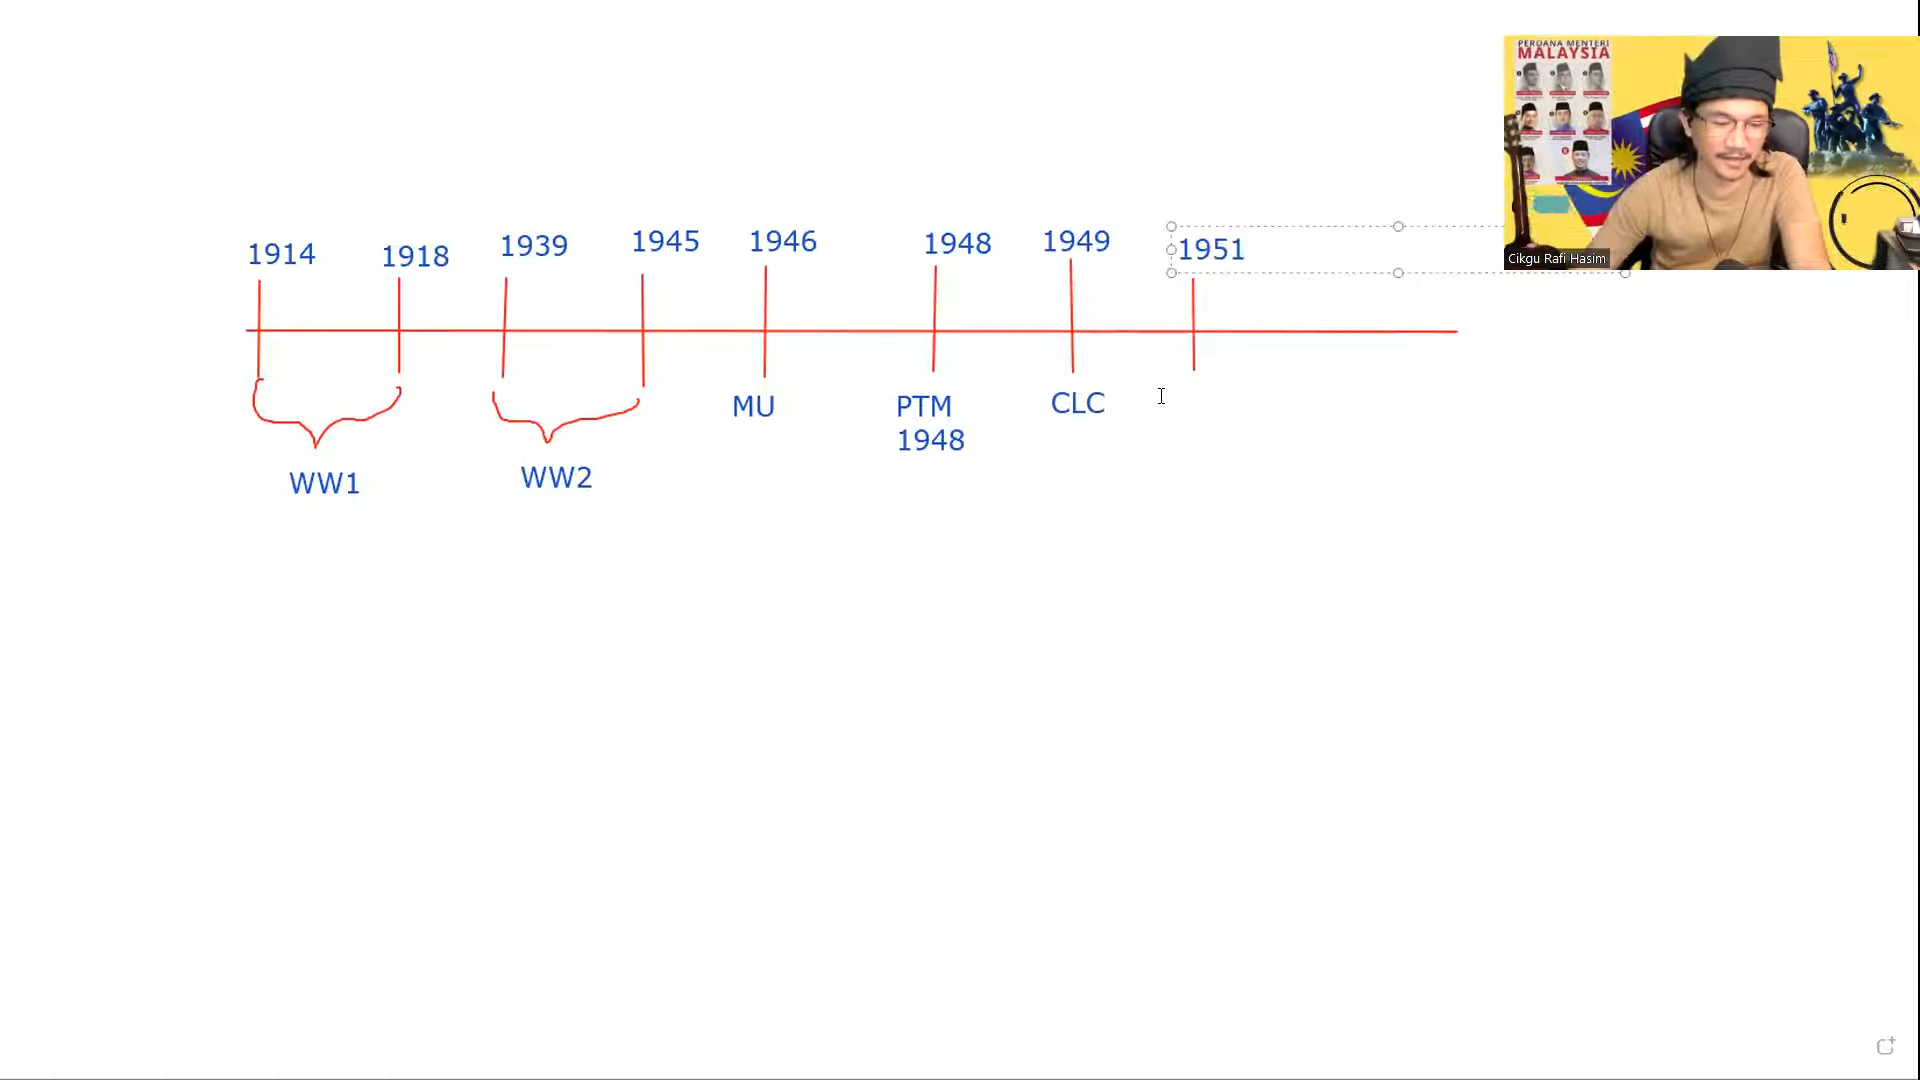 PERDANA MENTERI
MALAYSIA
Cikgu Rafi Hasim
1914
1918
1939
1945
1946
1948
1949
1951
MU
PTM
1948
CLC
WW1
WW2